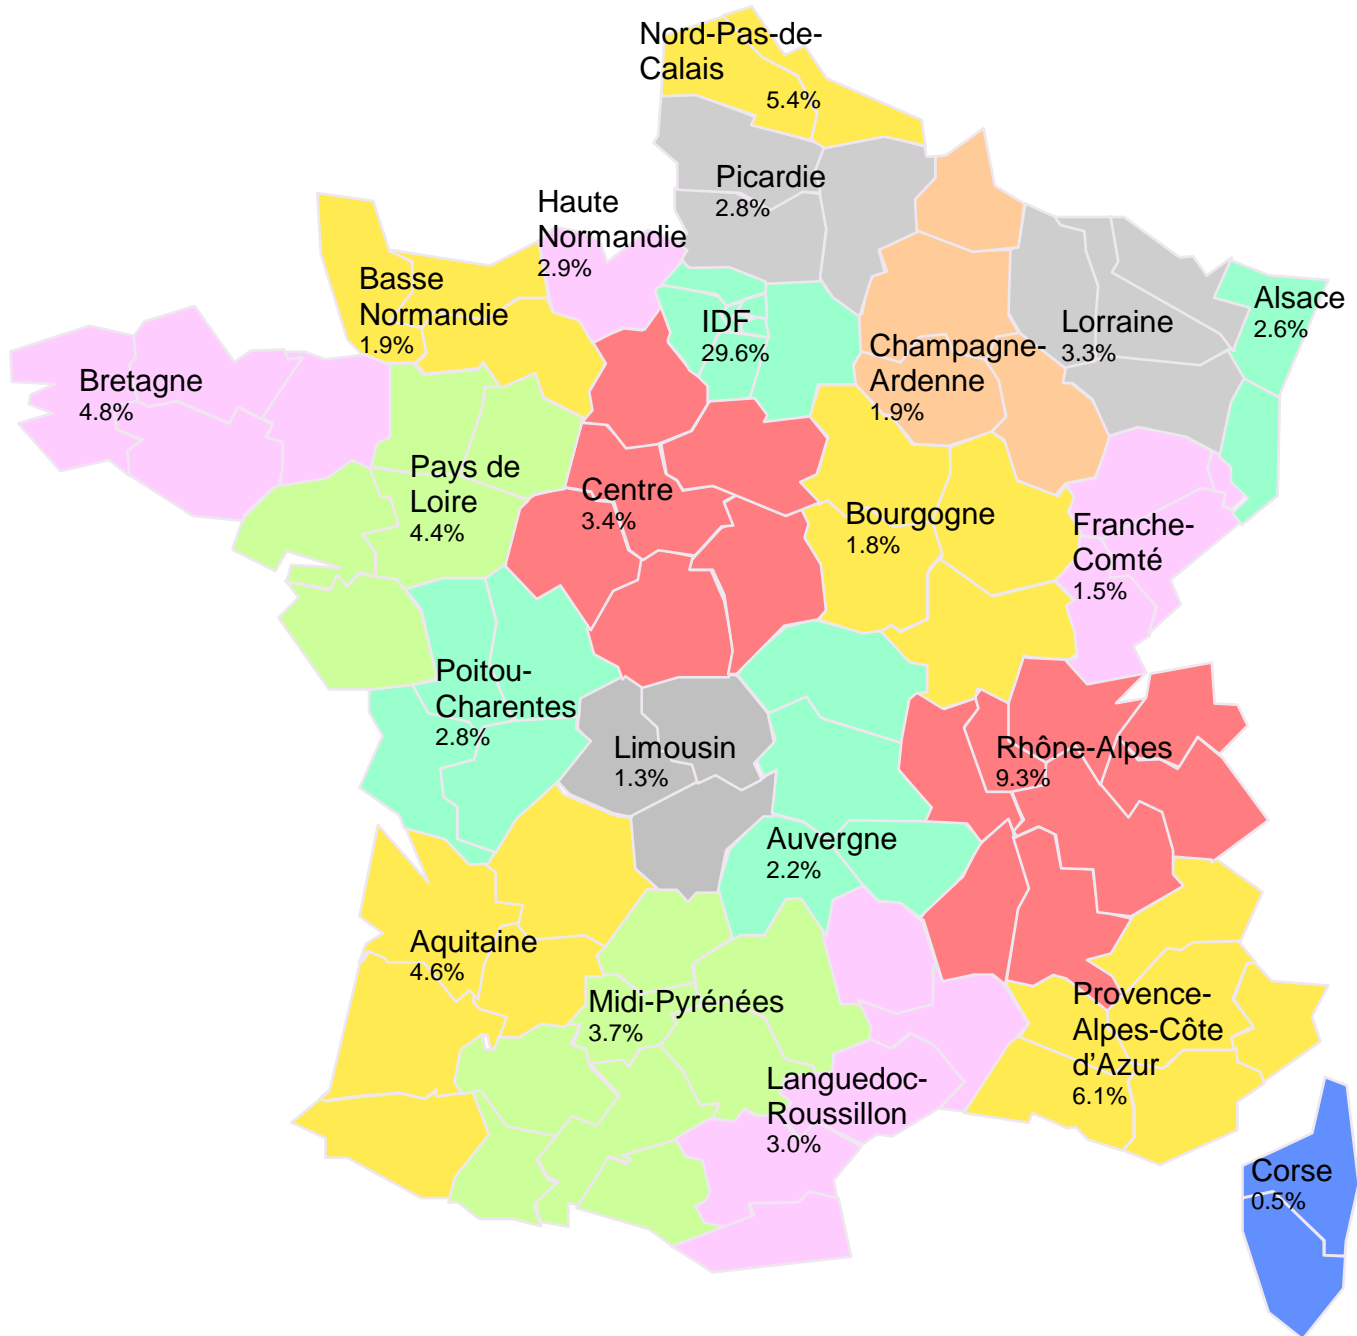 Nord-Pas-de-
Calais
5.4%
Picardie
2.8%
Haute
Normandie
2.9%
Basse
Normandie
1.9%
IDF
29.6%
Champagne-
Ardenne
1.9%
Lorraine
3.3%
Alsace
2.6%
Bretagne
4.8%
Pays de
Loire
4.4%
Centre
3.4%
Bourgogne
1.8%
Franche-
Comté
1.5%
Poitou-
Charentes
2.8%
Limousin
1.3%
Rhône-Alpes
9.3%
Auvergne
2.2%
Aquitaine
4.6%
Midi-Pyrénées
3.7%
Languedoc-
Roussillon
3.0%
Provence-
Alpes-Côte
d'Azur
6.1%
Corse
0.5%